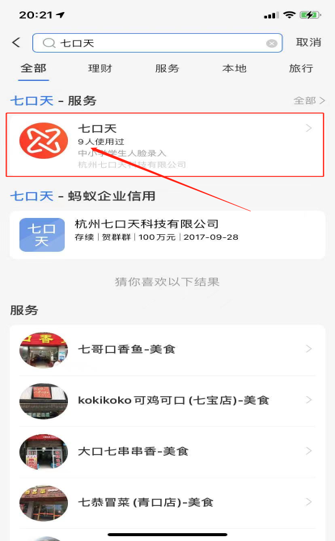 20:21
七口天
取消
全部 理财 服务 本地 旅行
七口天 - 服务
全部 >
七口天
9人使用过
中小学生人脸录入
杭州七口天科技有限公司
七口天 - 蚂蚁企业信用
七口天
杭州七口天科技有限公司
存续 | 贺群群 | 100万元 | 2017-09-28
猜你喜欢以下结果
服务
七哥口香鱼-美食
kokikoko可鸡可口 (七宝店)-美食
大口七串串香-美食
七恭冒菜 (青口店)-美食